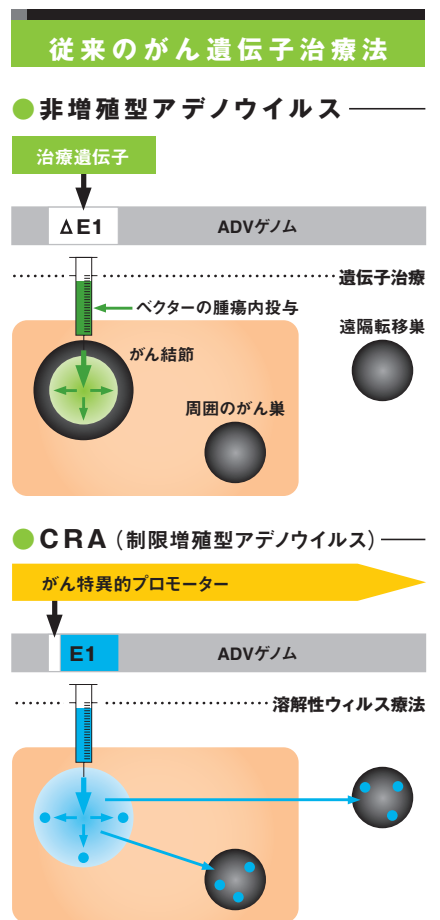 従来のがん遺伝子治療法
●非増殖型アデノウイルス
治療遺伝子
ΔE1
ADVゲノム
遺伝子治療
ベクターの腫瘍内投与
遠隔転移巣
がん結節
周囲のがん巣
●CRA（制限増殖型アデノウイルス）
がん特異的プロモーター
E1
ADVゲノム
溶解性ウィルス療法